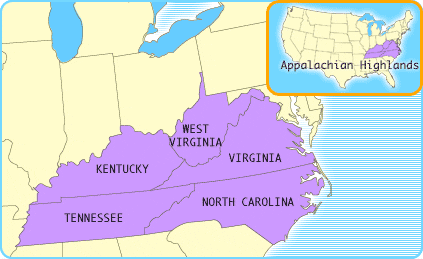 Appalachian Highlands
WEST
VIRGINIA
KENTUCKY
VIRGINIA
TENNESSEE
NORTH CAROLINA